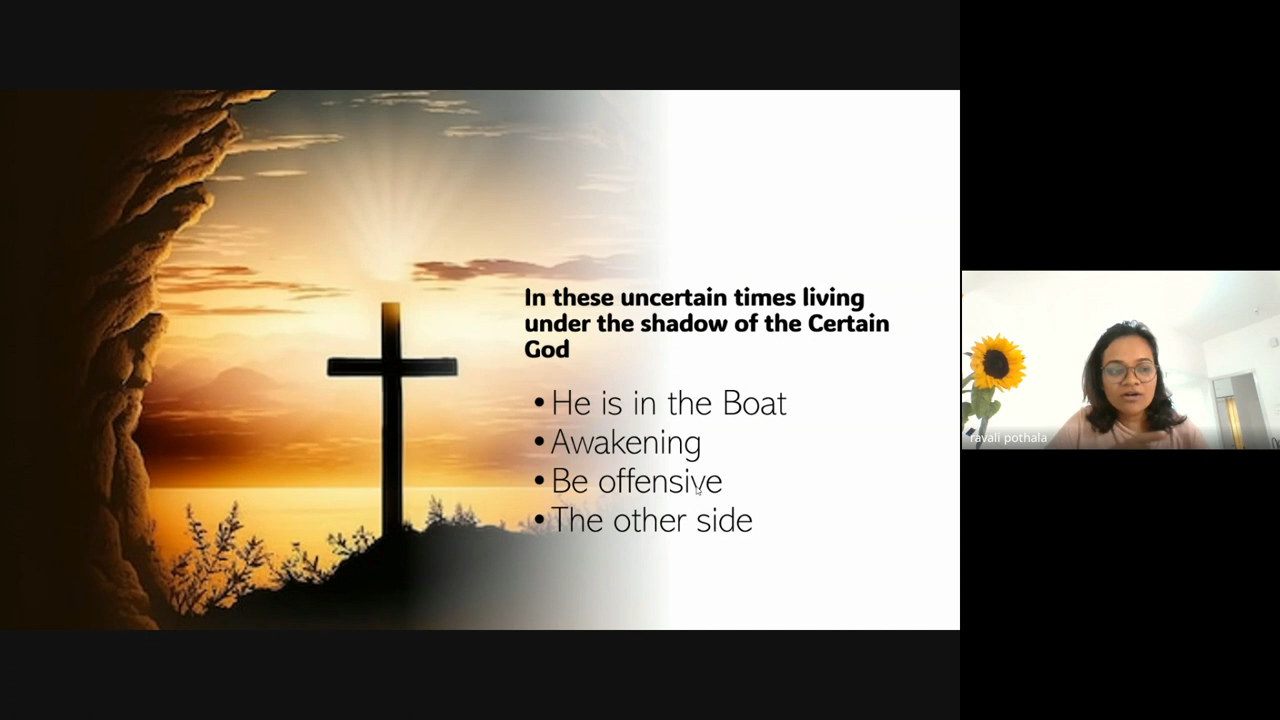 In these uncertain times living
under the shadow of the Certain
God
•He is in the Boat
•Awakening
•Be offensive
•The other side
ravali pothala